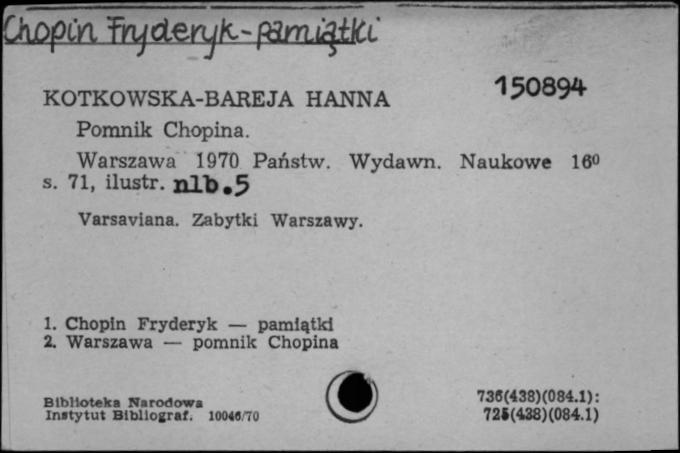 Chopin Fryderyk - pamiątki
150894
KOTKOWSKA-BAREJA HANNA
Pomnik Chopina.
Warszawa 1970 Państw. Wydawn. Naukowe 16⁰
s. 71, ilustr. nlb.5
Varsaviana. Zabytki Warszawy.
1. Chopin Fryderyk — pamiątki
2. Warszawa — pomnik Chopina
Biblioteka Narodowa
Instytut Bibliograf. 10046/70
736(438)(084.1):
725(438)(084.1)